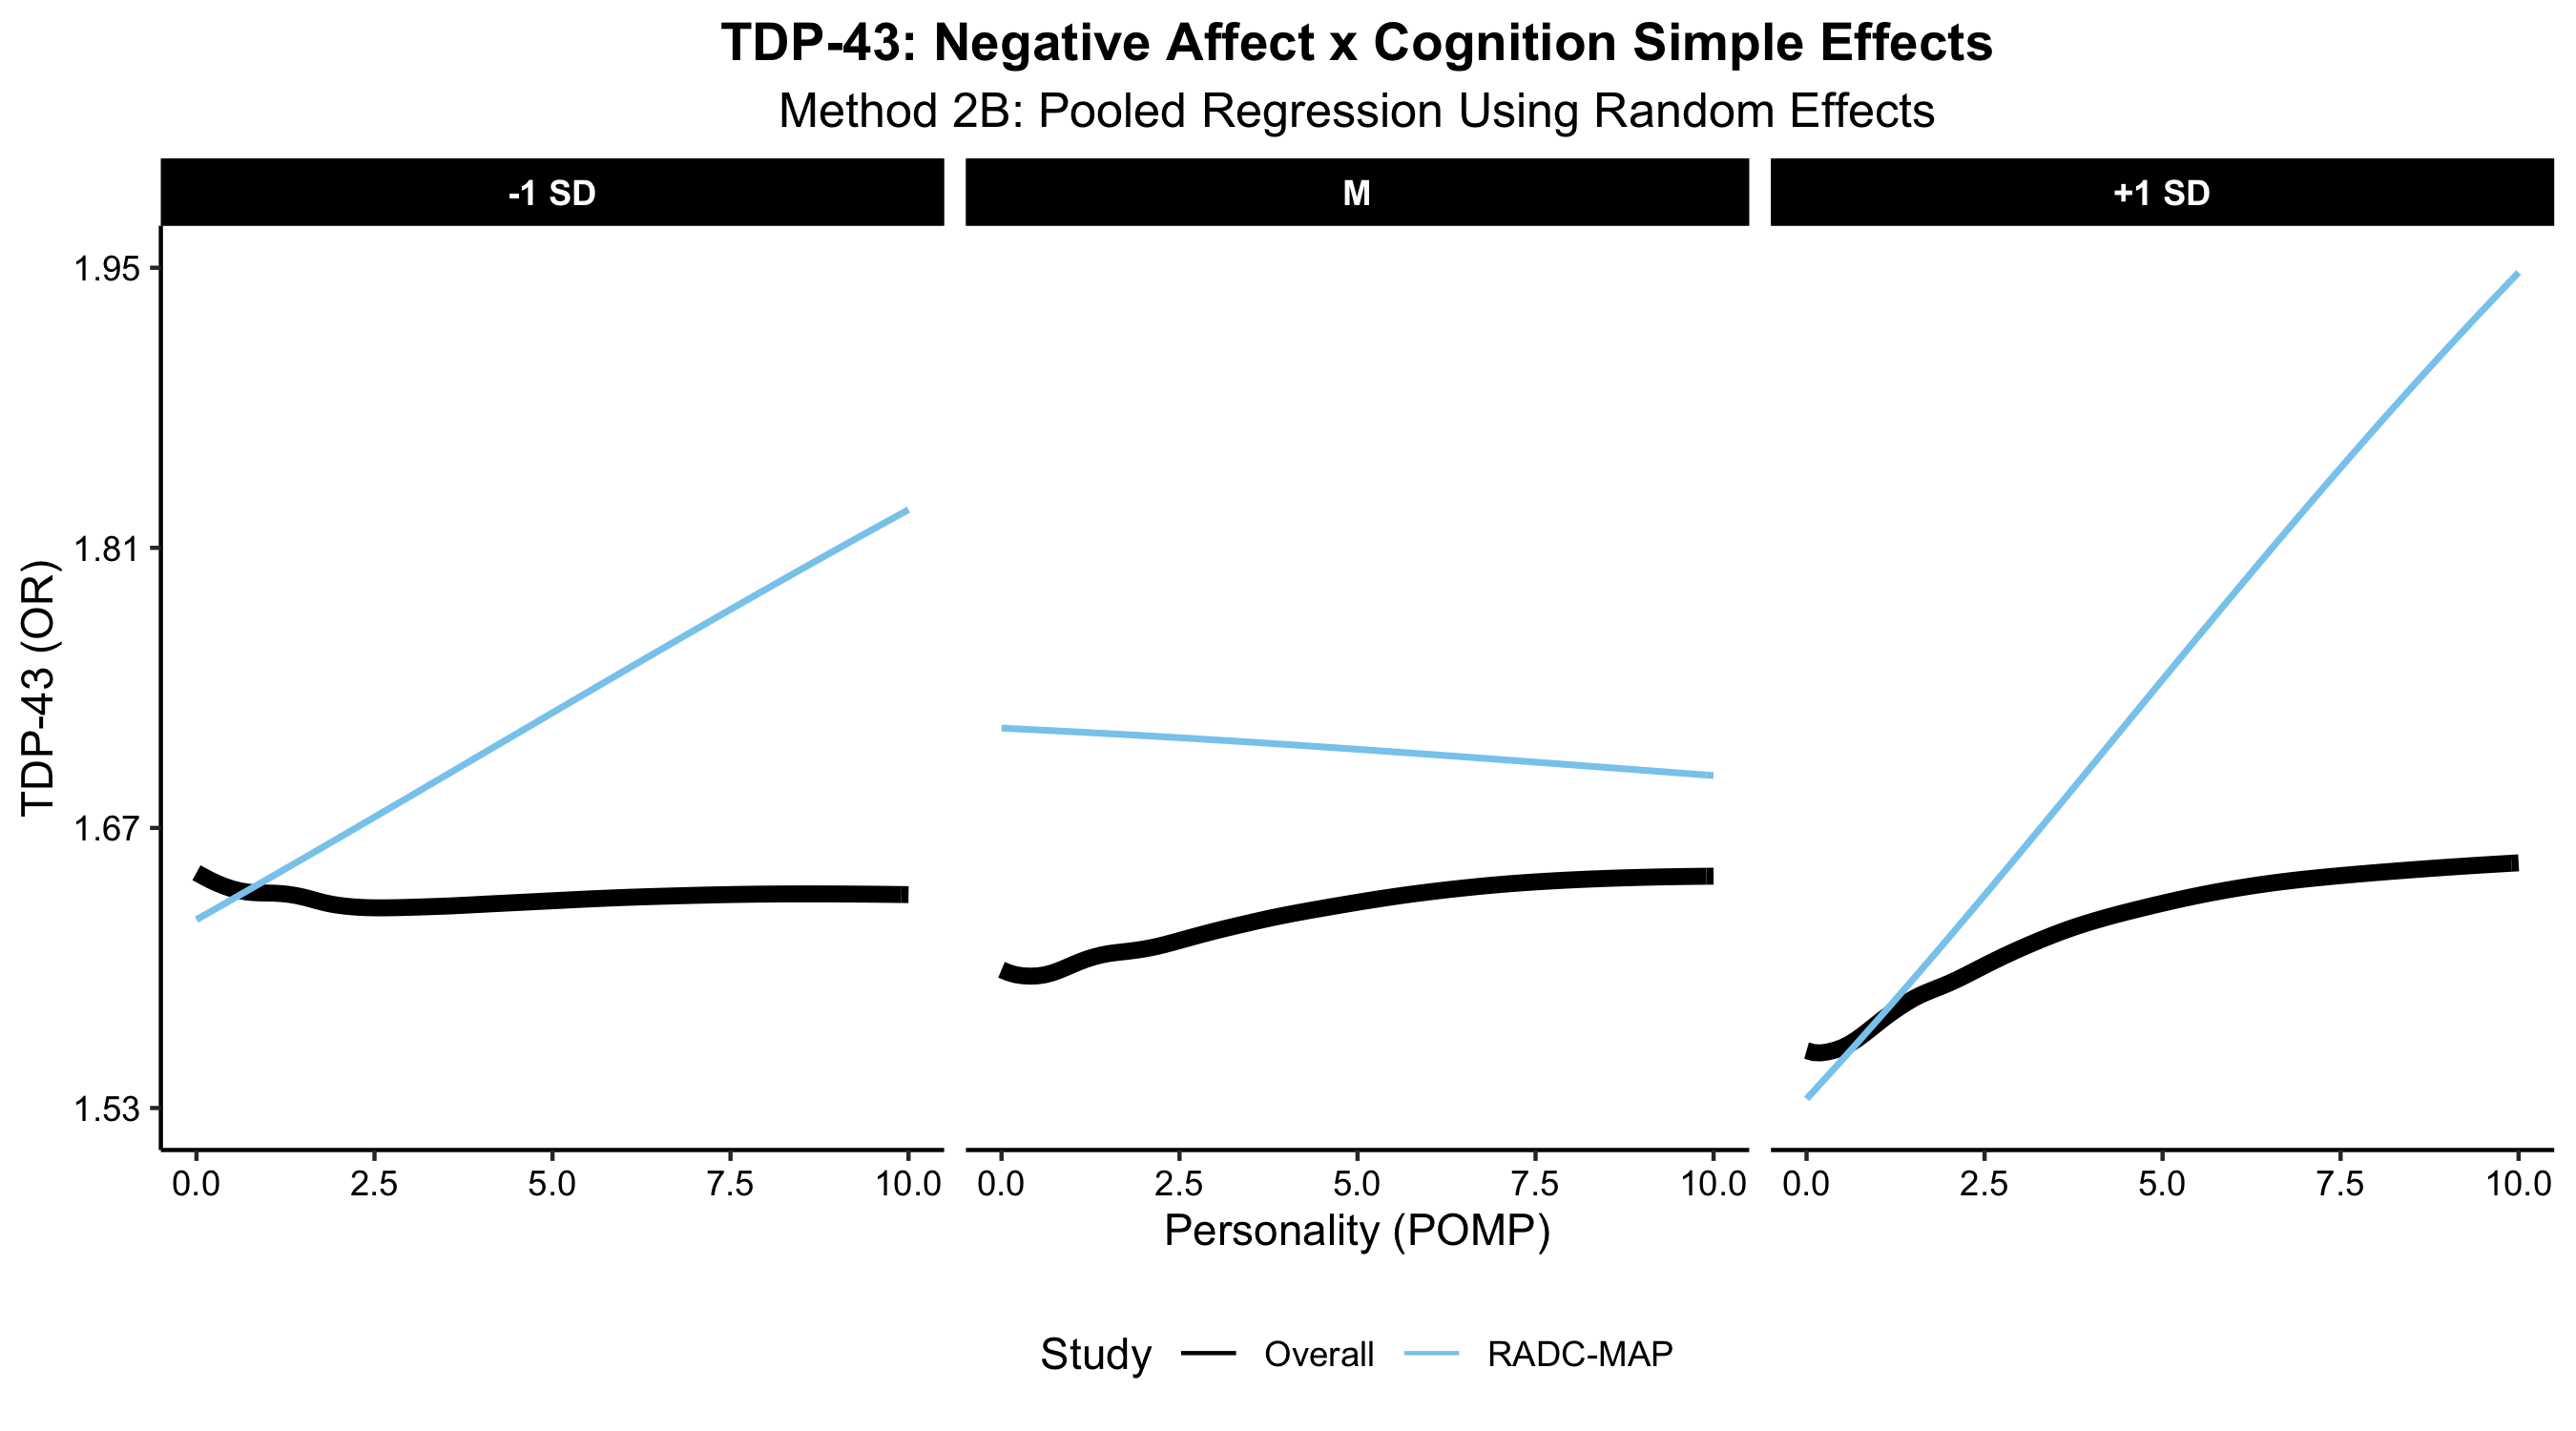 TDP-43: Negative Affect x Cognition Simple Effects
Method 2B: Pooled Regression Using Random Effects
-1 SD
M
+1 SD
TDP-43 (OR)
1.95
1.81
1.67
1.53
0.0 2.5 5.0 7.5 10.0
0.0 2.5 5.0 7.5 10.0
0.0 2.5 5.0 7.5 10.0
Personality (POMP)
Study Overall RADC-MAP